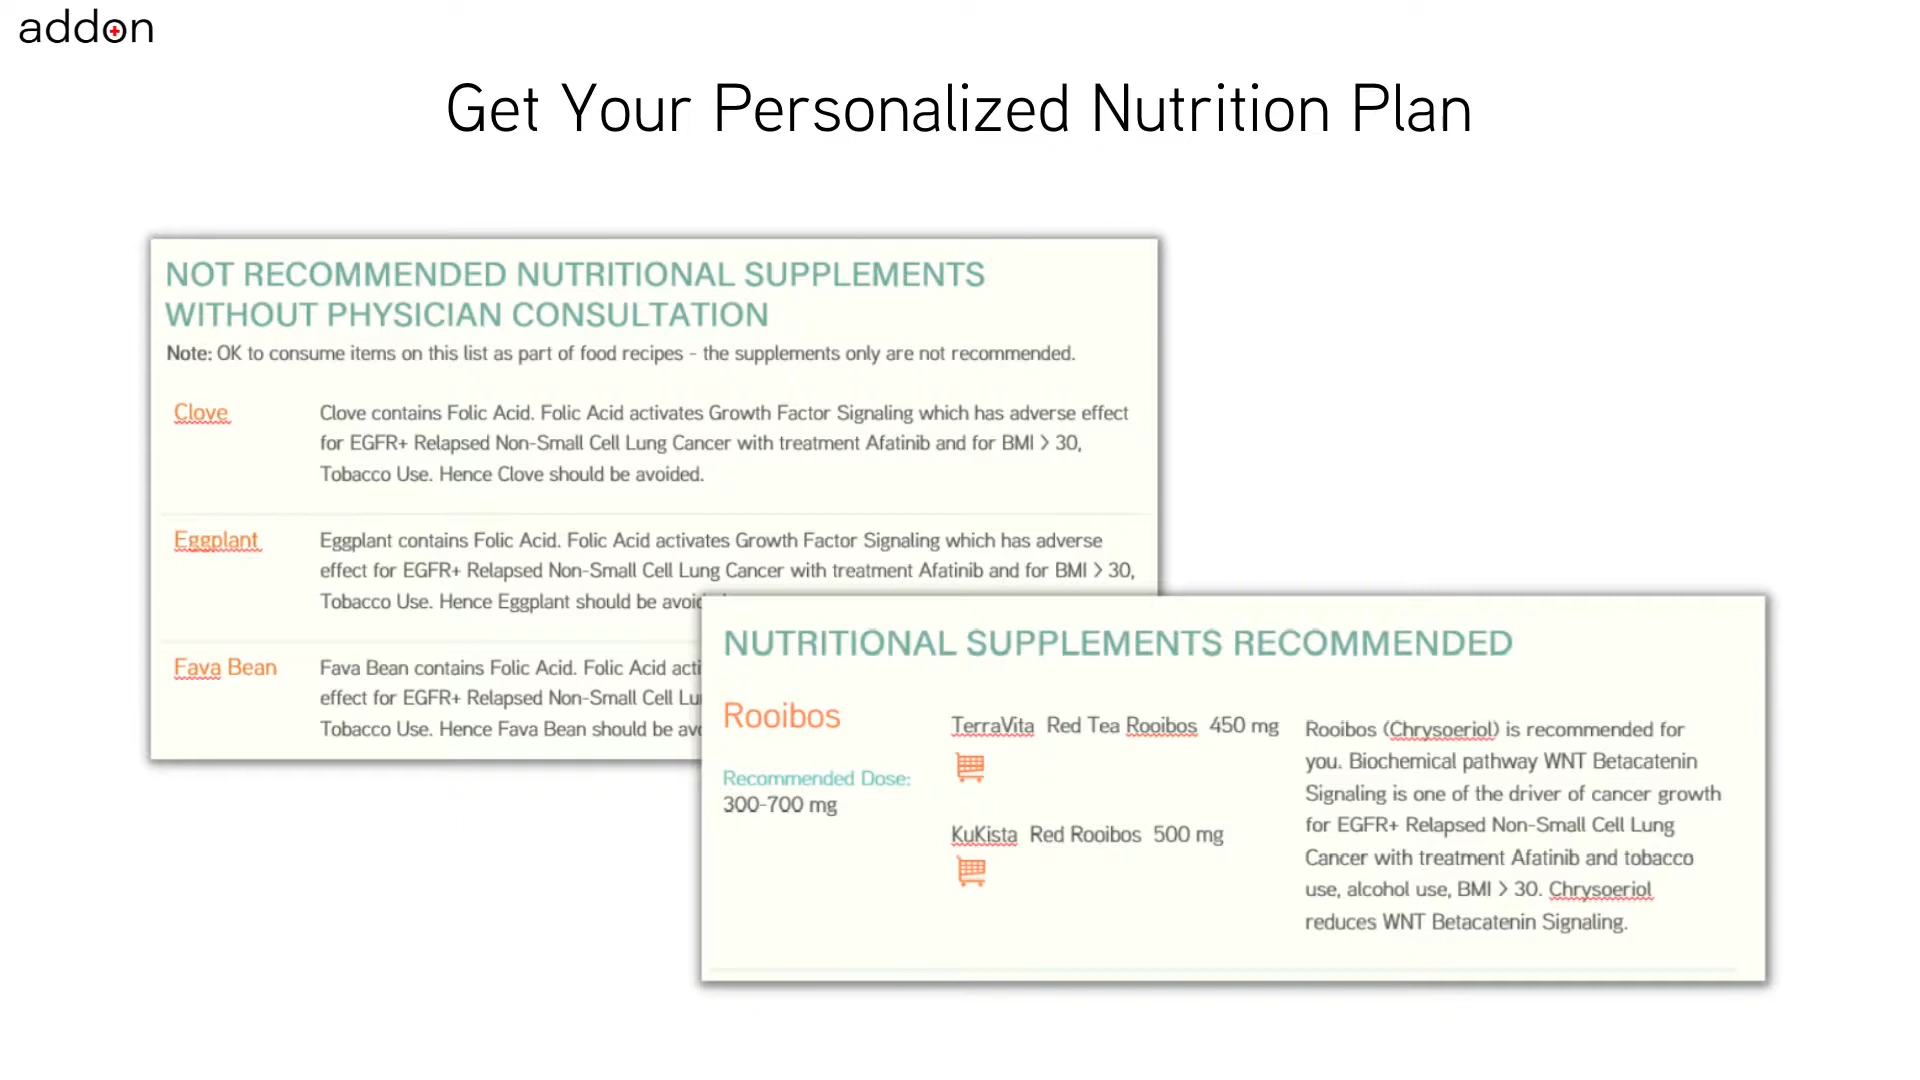 addon
Get Your Personalized Nutrition Plan
NOT RECOMMENDED NUTRITIONAL SUPPLEMENTS
WITHOUT PHYSICIAN CONSULTATION
Note: OK to consume items on this list as part of food recipes - the supplements only are not recommended.
Clove
Clove contains Folic Acid. Folic Acid activates Growth Factor Signaling which has adverse effect
for EGFR+ Relapsed Non-Small Cell Lung Cancer with treatment Afatinib and for BMI > 30,
Tobacco Use. Hence Clove should be avoided.
Eggplant
Eggplant contains Folic Acid. Folic Acid activates Growth Factor Signaling which has adverse
effect for EGFR+ Relapsed Non-Small Cell Lung Cancer with treatment Afatinib and for BMI > 30,
Tobacco Use. Hence Eggplant should be
Fava Bean
Fava Bean contains Folic Acid. Folic Acid
effect for EGFR+ Relapsed Non-Small Cell
Tobacco Use. Hence Fava Bean should be
NUTRITIONAL SUPPLEMENTS RECOMMENDED
Rooibos
Recommended Dose:
300-700 mg
TerraVita Red Tea Rooibos 450 mg
KuKista Red Rooibos 500 mg
Rooibos (Chrysoeriol) is recommended for
you. Biochemical pathway WNT Betacatenin
Signaling is one of the driver of cancer growth
for EGFR+ Relapsed Non-Small Cell Lung
Cancer with treatment Afatinib and tobacco
use, alcohol use, BMI > 30. Chrysoeriol
reduces WNT Betacatenin Signaling.